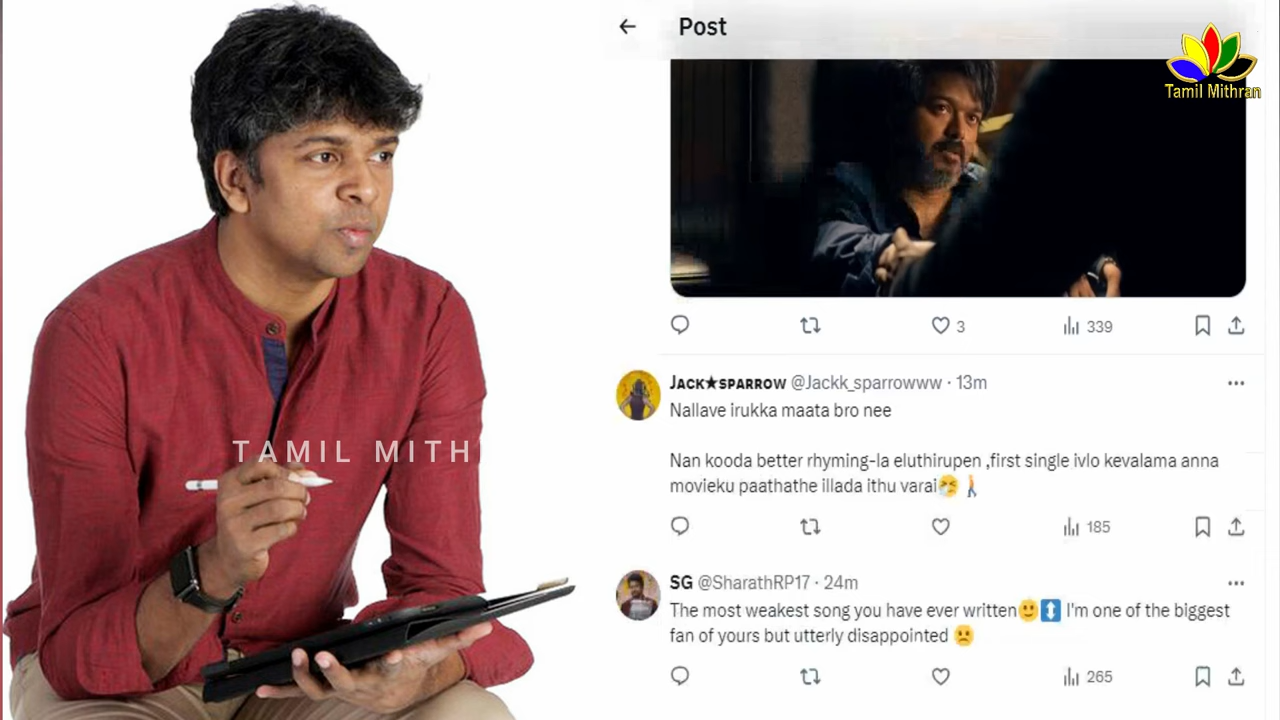 Post
Tamil Mithran
3
339
Jack★sparrow @Jackk_sparrowww · 13m
Nallave irukka maata bro nee
Nan kooda better rhyming-la eluthirupen ,first single ivlo kevalama anna
movieku paathathe illada ithu varai🤧🚶
185
SG @SharathRP17 · 24m
The most weakest song you have ever written🙂↕️ I'm one of the biggest
fan of yours but utterly disappointed 🙁
265
TAMIL MITH